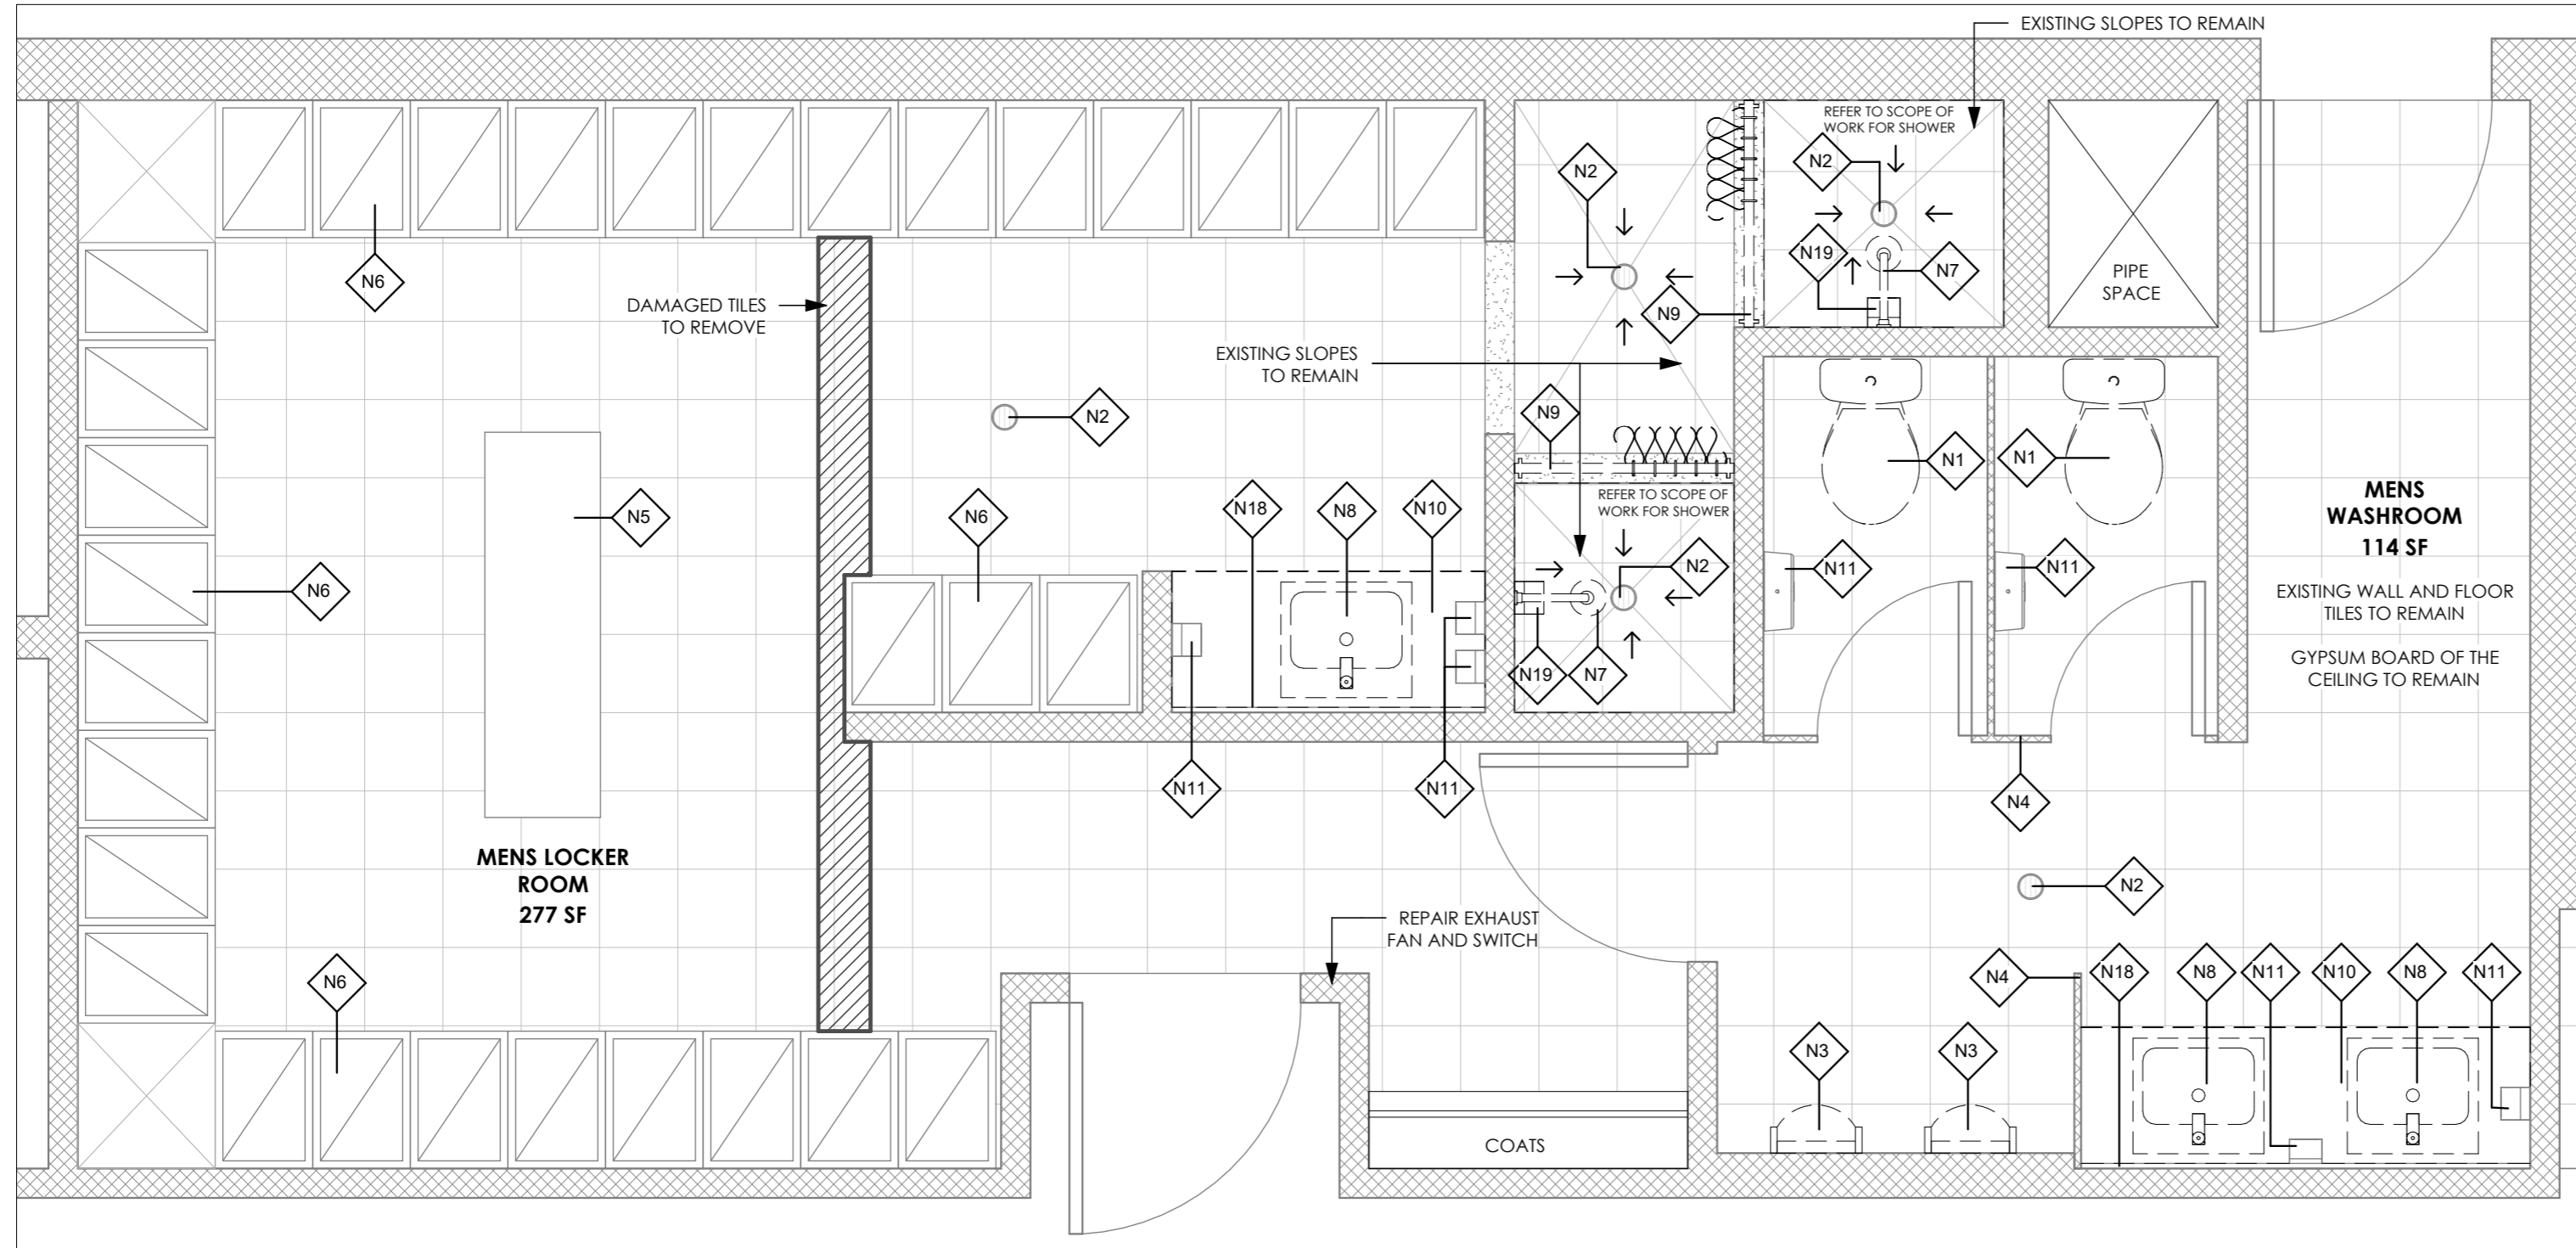 EXISTING SLOPES TO REMAIN
REFER TO SCOPE OF
WORK FOR SHOWER
N2
N2
N19
N7
PIPE
SPACE
N6
DAMAGED TILES
TO REMOVE
N9
EXISTING SLOPES
TO REMAIN
N2
N9
N1
N1
MENS
WASHROOM
114 SF
EXISTING WALL AND FLOOR
TILES TO REMAIN
GYPSUM BOARD OF THE
CEILING TO REMAIN
N5
N6
N18
N8
N10
REFER TO SCOPE OF
WORK FOR SHOWER
N2
N11
N11
N6
N19
N7
N11
N11
N4
MENS LOCKER
ROOM
277 SF
N2
REPAIR EXHAUST
FAN AND SWITCH
N6
N4
N18
N8
N11
N10
N8
N11
N3
N3
COATS